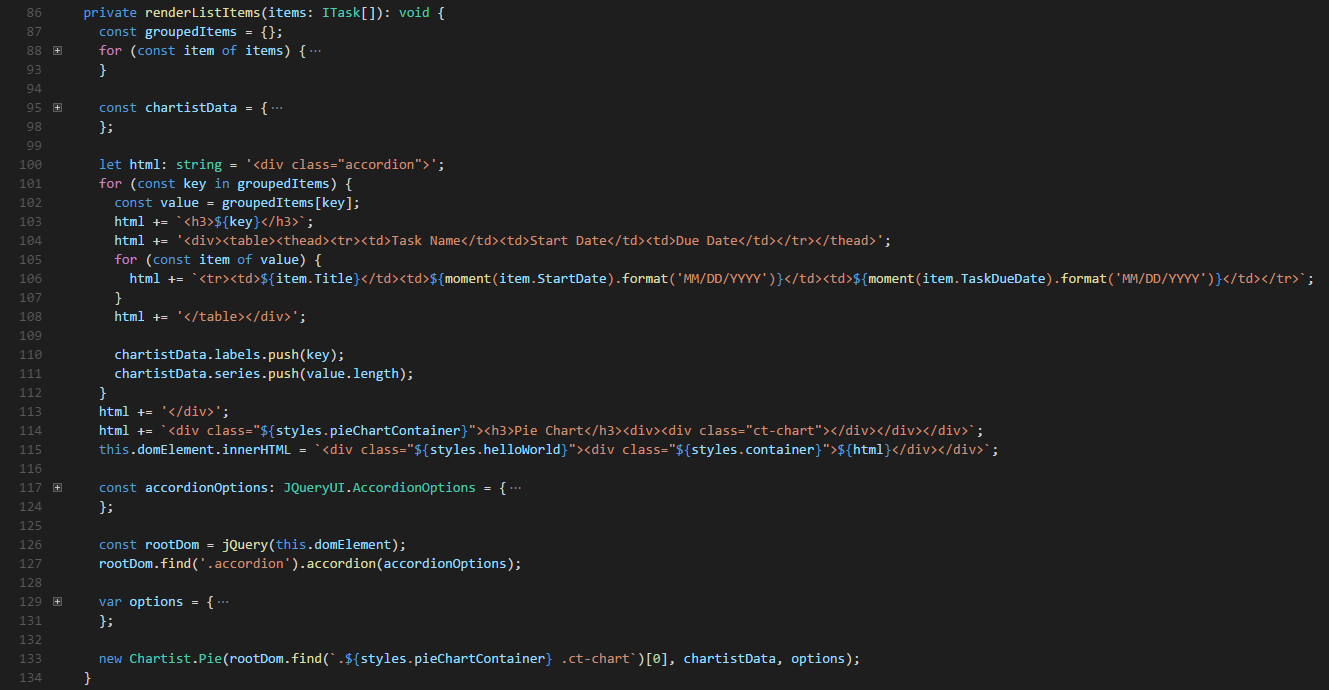 86 private renderListItems(items: ITask[]): void {
87 const groupedItems = {};
88 for (const item of items) { ···
93 }
94
95 const chartistData = { ···
98 };
99
100 let html: string = '<div class="accordion">';
101 for (const key in groupedItems) {
102 const value = groupedItems[key];
103 html += `<h3>${key}</h3>`;
104 html += '<div><table><thead><tr><td>Task Name</td><td>Start Date</td><td>Due Date</td></tr></thead>';
105 for (const item of value) {
106 html += `<tr><td>${item.Title}</td><td>${moment(item.StartDate).format('MM/DD/YYYY')}</td><td>${moment(item.TaskDueDate).format('MM/DD/YYYY')}</td></tr>`;
107 }
108 html += '</table></div>';
109
110 chartistData.labels.push(key);
111 chartistData.series.push(value.length);
112 }
113 html += '</div>';
114 html += `<div class="${styles.pieChartContainer}"><h3>Pie Chart</h3><div><div class="ct-chart"></div></div></div>`;
115 this.domElement.innerHTML = `<div class="${styles.helloWorld}"><div class="${styles.container}">${html}</div></div>`;
116
117 const accordionOptions: JQueryUI.AccordionOptions = { ···
124 };
125
126 const rootDom = jQuery(this.domElement);
127 rootDom.find('.accordion').accordion(accordionOptions);
128
129 var options = { ···
131 };
132
133 new Chartist.Pie(rootDom.find(`.${styles.pieChartContainer} .ct-chart`)[0], chartistData, options);
134 }